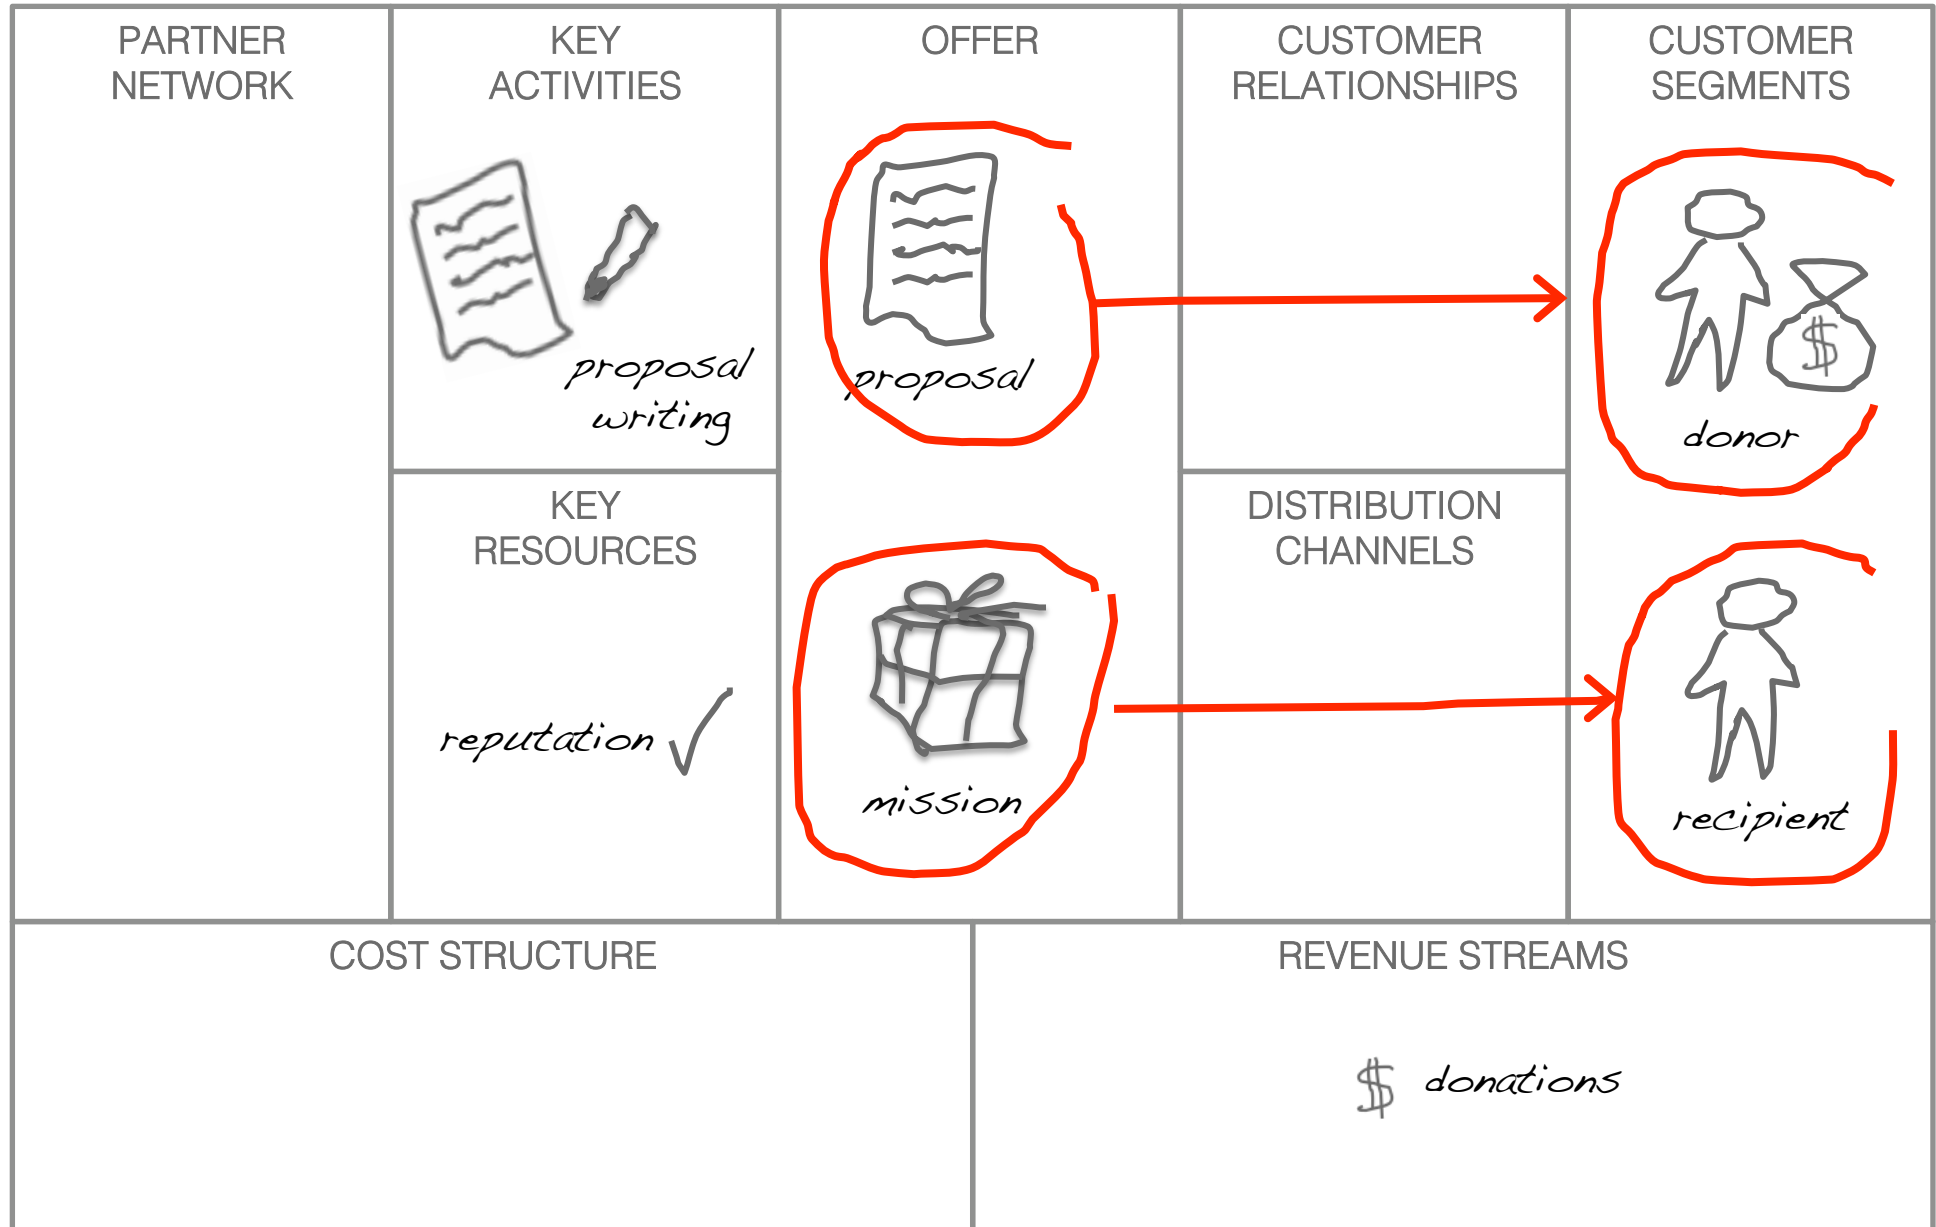 PARTNER
NETWORK
KEY
ACTIVITIES
proposal
writing
KEY
RESOURCES
reputation
OFFER
proposal
mission
CUSTOMER
RELATIONSHIPS
DISTRIBUTION
CHANNELS
CUSTOMER
SEGMENTS
$
donor
recipient
COST STRUCTURE
REVENUE STREAMS
$ donations